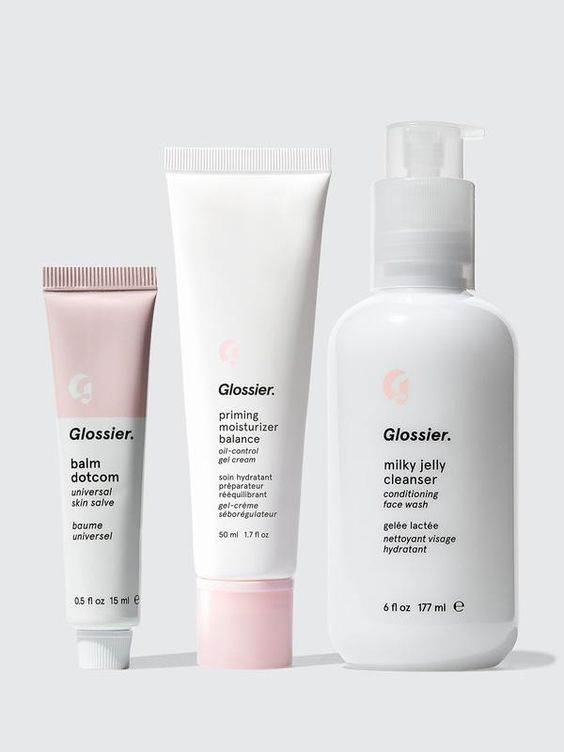 Glossier.
balm
dotcom
universal
skin salve
baume
universel
0.5 fl oz 15 ml ℮
Glossier.
priming
moisturizer
balance
oil-control
gel cream
soin hydratant
préparateur
rééquilibrant
gel-crème
séborégulateur
50 ml 1.7 fl oz
Glossier.
milky jelly
cleanser
conditioning
face wash
gelée lactée
nettoyant visage
hydratant
6 fl oz 177 ml ℮